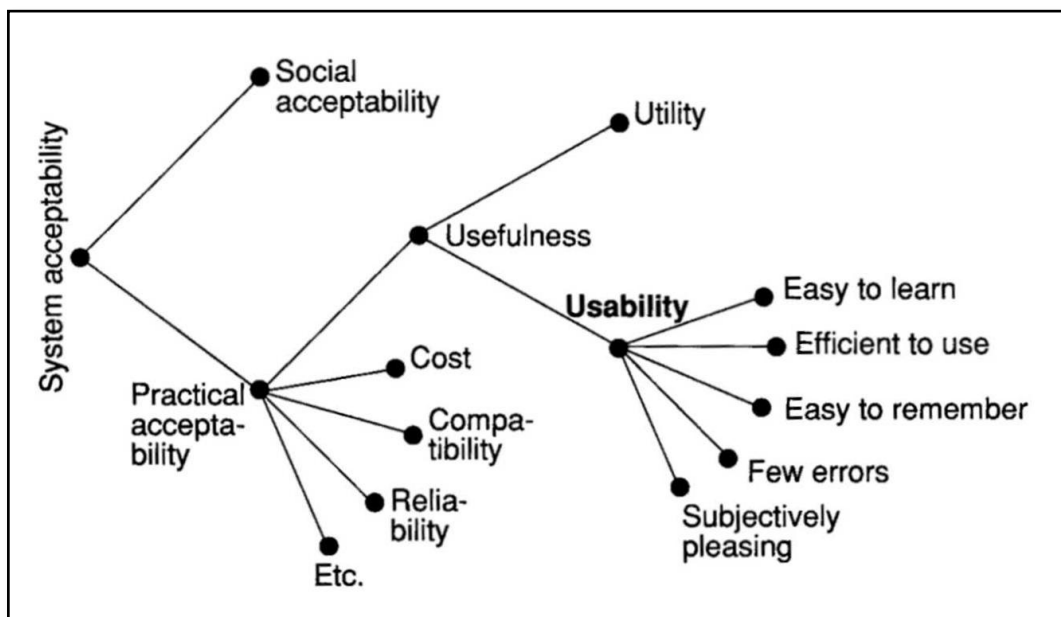 System acceptability
Social
acceptability
Utility
Usefulness
Usability
Easy to learn
Efficient to use
Easy to remember
Few errors
Subjectively
pleasing
Practical
accepta-
bility
Cost
Compa-
tibility
Relia-
bility
Etc.